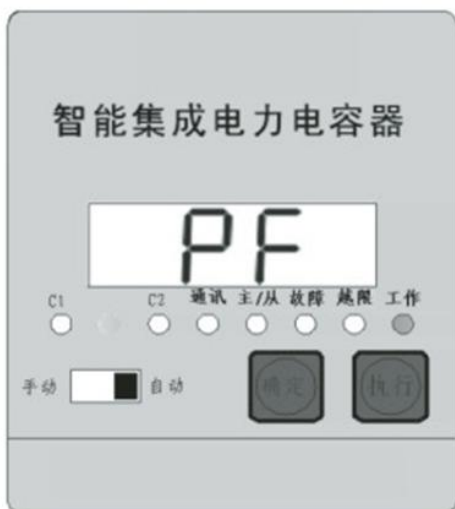 智能集成电力电容器
PF
C1 C2 通讯 主/从 故障 越限 工作
手动 自动 确定 执行